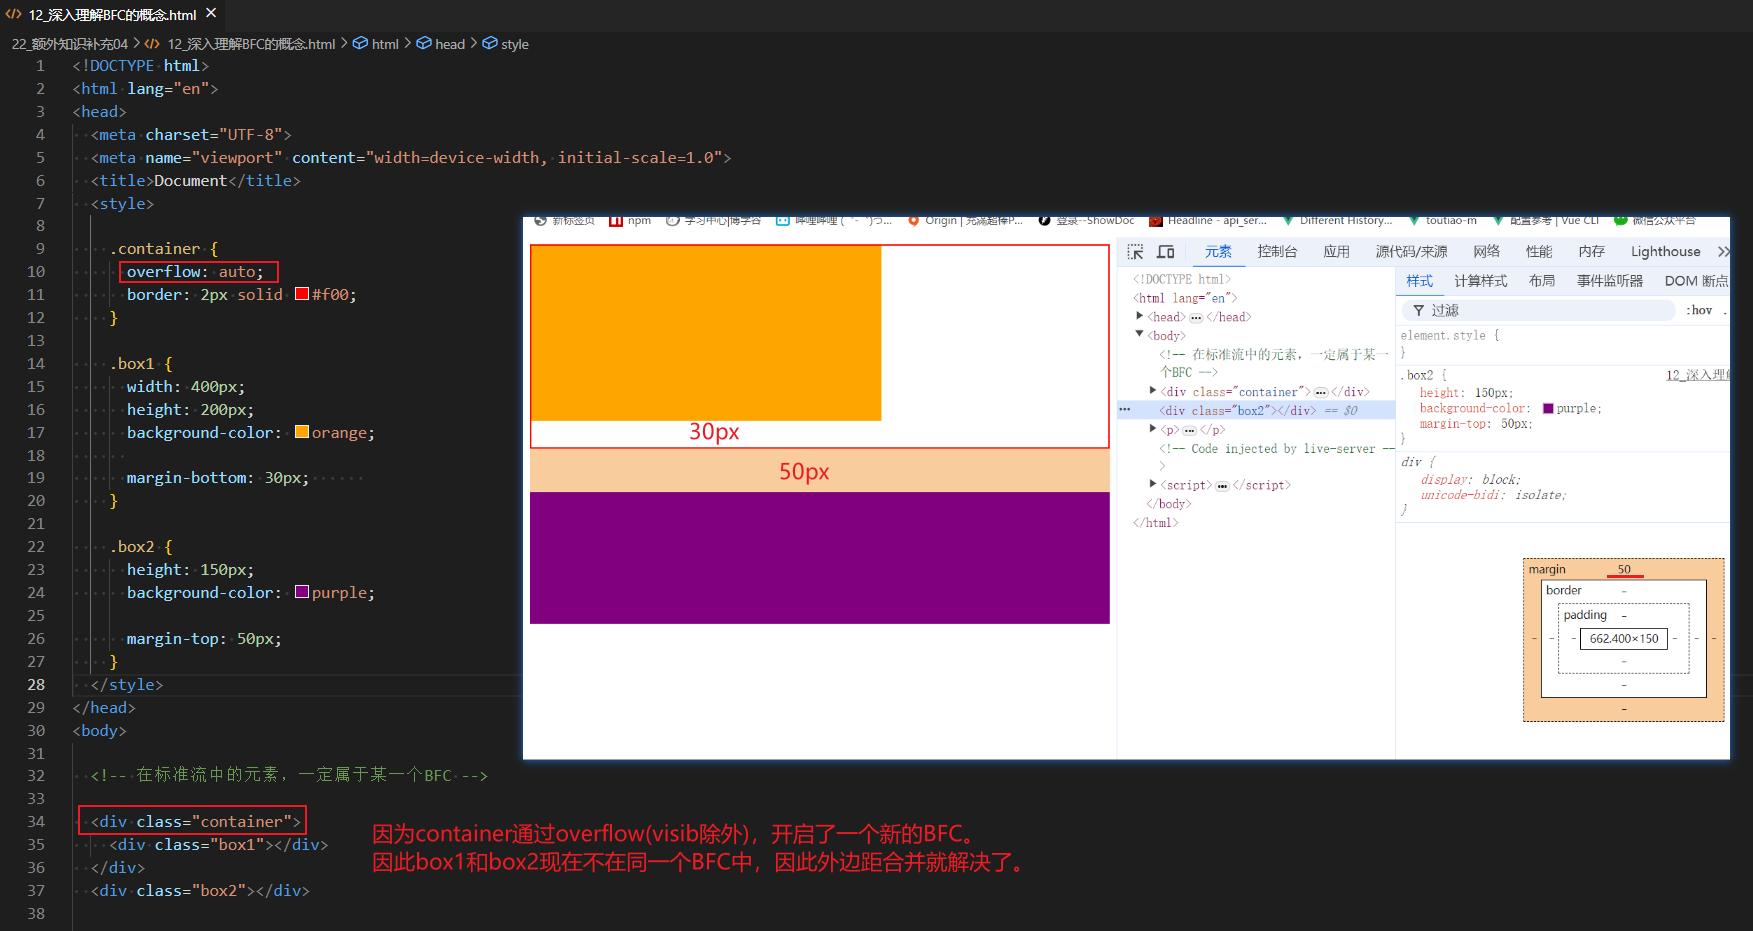 12_深入理解BFC的概念.html ×
22_额外知识补充04 > 12_深入理解BFC的概念.html > html > head > style
1 <!DOCTYPE html>
2 <html lang="en">
3 <head>
4 <meta charset="UTF-8">
5 <meta name="viewport" content="width=device-width, initial-scale=1.0">
6 <title>Document</title>
7 <style>
8
9 .container {
10 overflow: auto;
11 border: 2px solid #f00;
12 }
13
14 .box1 {
15 width: 400px;
16 height: 200px;
17 background-color: orange;
18
19 margin-bottom: 30px;
20 }
21
22 .box2 {
23 height: 150px;
24 background-color: purple;
25
26 margin-top: 50px;
27 }
28 </style>
29 </head>
30 <body>
31
32 <!-- 在标准流中的元素，一定属于某一个BFC -->
33
34 <div class="container">
35 <div class="box1"></div>
36 </div>
37 <div class="box2"></div>
38
因为container通过overflow(visib除外)，开启了一个新的BFC。
因此box1和box2现在不在同一个BFC中，因此外边距合并就解决了。
新标签页 npm 学习中心|博学谷 哔哩哔哩 (゜-゜)つ... Origin | 充满超棒P... 登录--ShowDoc Headline - api_ser... Different History... toutiao-m 配置参考 | Vue CLI 微信公众平台
30px
50px
元素 控制台 应用 源代码/来源 网络 性能 内存 Lighthouse »
<!DOCTYPE html>
<html lang="en">
<head> ••• </head>
<body>
<!-- 在标准流中的元素，一定属于某一
个BFC -->
<div class="container"> ••• </div>
••• <div class="box2"></div> == $0
<p> ••• </p>
<!-- Code injected by live-server --
>
<script> ••• </script>
</body>
</html>
样式 计算样式 布局 事件监听器 DOM 断点
过滤 :hov .
element.style {
}
.box2 { 12_深入理
height: 150px;
background-color: purple;
margin-top: 50px;
}
div {
display: block;
unicode-bidi: isolate;
}
margin 50
border -
padding -
- - - 662.400×150 - - -
-
-
-